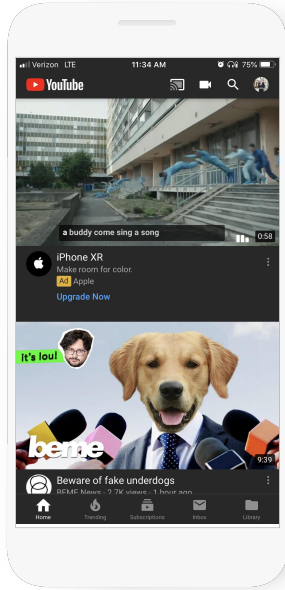 Verizon LTE 11:34 AM 75%
YouTube
a buddy come sing a song
0:58
iPhone XR
Make room for color.
Ad Apple
Upgrade Now
it's lou!
beme
9:39
Beware of fake underdogs
BEME News · 2.7K views · 1 hour ago
Home Trending Subscriptions Inbox Library